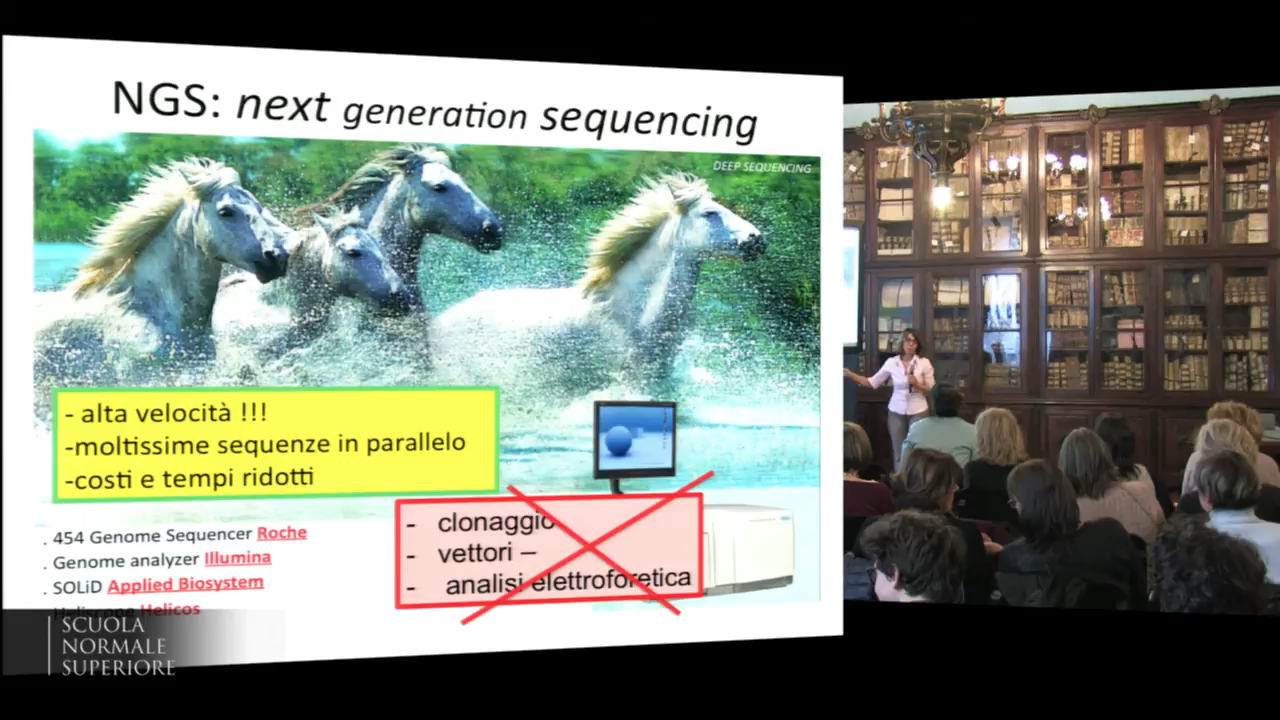 NGS: next generation sequencing
DEEP SEQUENCING
- alta velocità !!!
-moltissime sequenze in parallelo
-costi e tempi ridotti
. 454 Genome Sequencer Roche
. Genome analyzer Illumina
. SOLiD Applied Biosystem
. Heliscope Helicos
- clonaggio
- vettori –
- analisi elettroforetica
SCUOLA
NORMALE
SUPERIORE